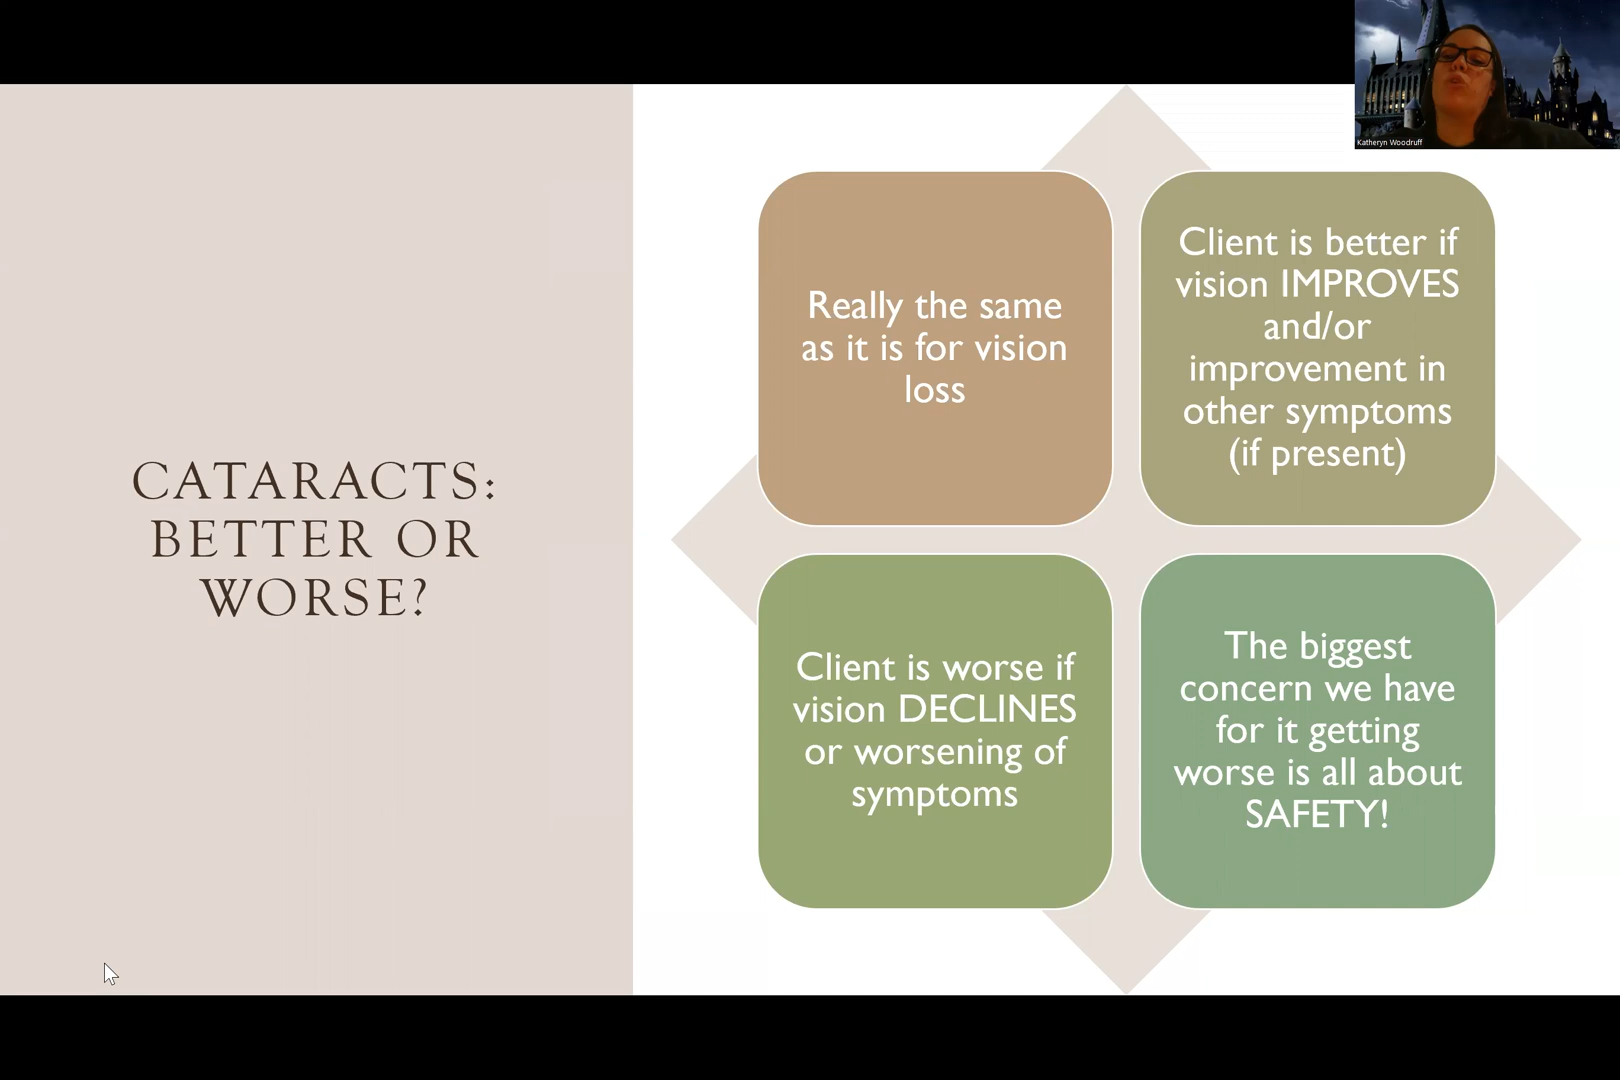 Katheryn Woodruff
CATARACTS:
BETTER OR
WORSE?
Really the same
as it is for vision
loss
Client is better if
vision IMPROVES
and/or
improvement in
other symptoms
(if present)
Client is worse if
vision DECLINES
or worsening of
symptoms
The biggest
concern we have
for it getting
worse is all about
SAFETY!